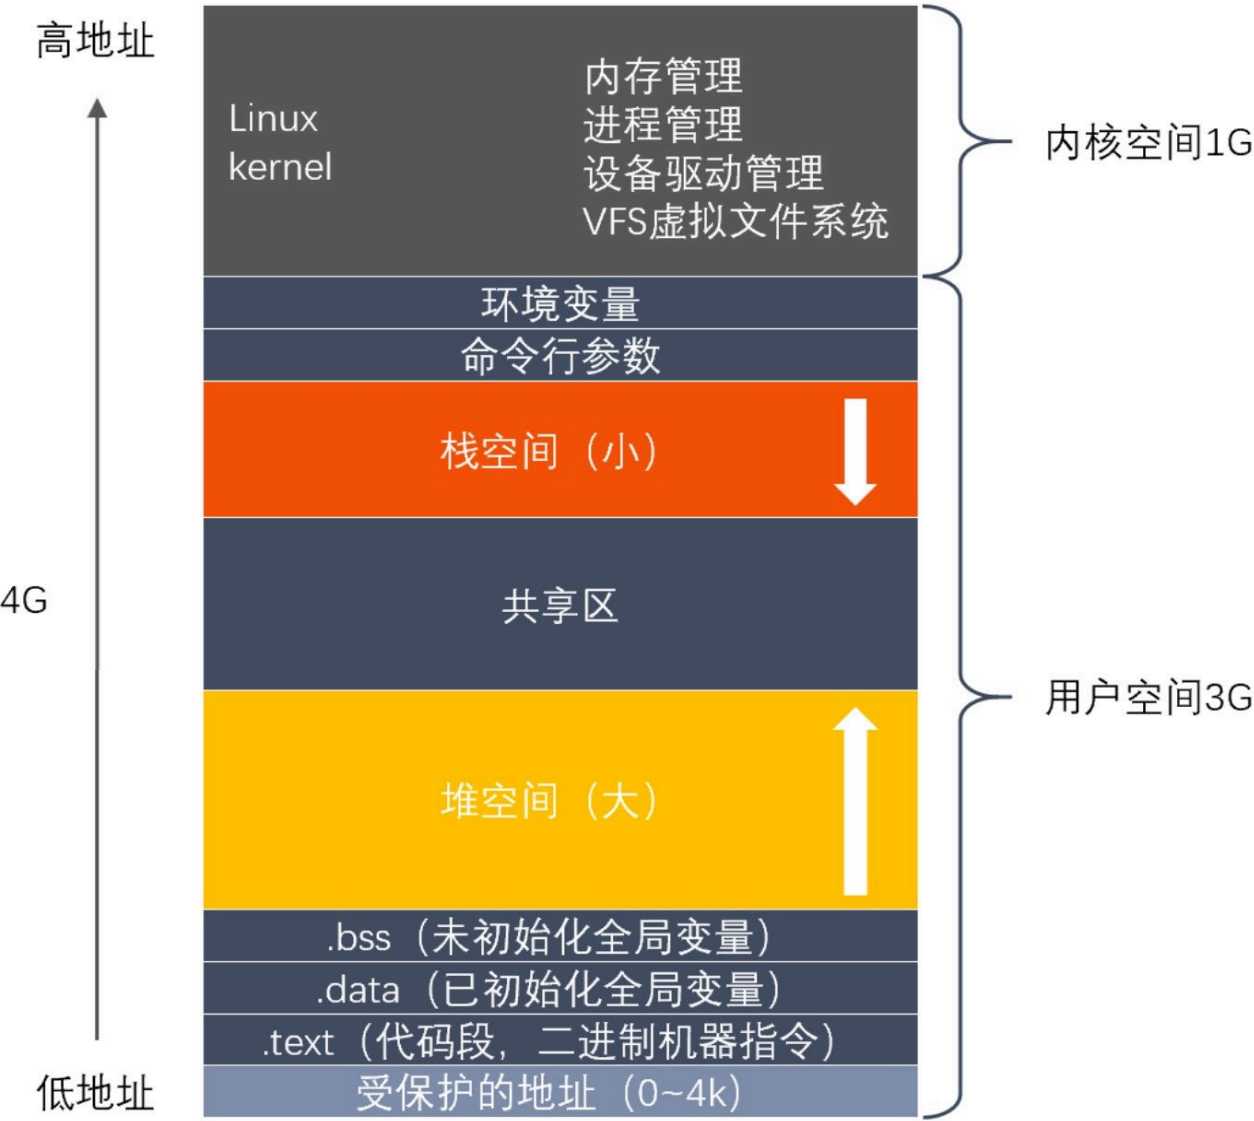 高地址
Linux
kernel
内存管理
进程管理
设备驱动管理
VFS虚拟文件系统
内核空间1G
环境变量
命令行参数
栈空间（小）
4G
共享区
用户空间3G
堆空间（大）
.bss（未初始化全局变量）
.data（已初始化全局变量）
.text（代码段，二进制机器指令）
低地址
受保护的地址（0~4k）